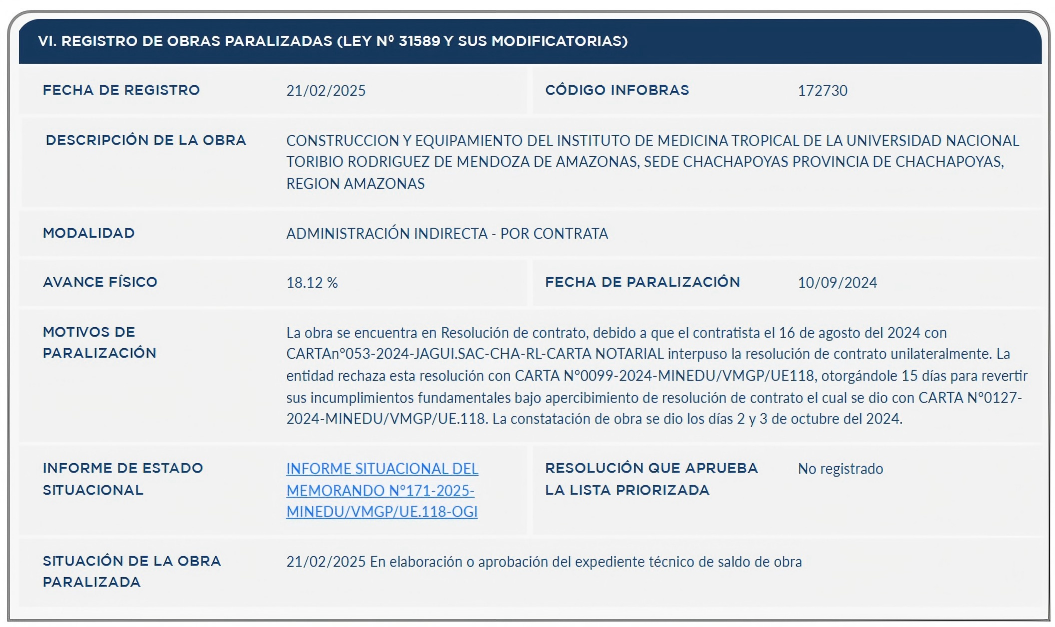 VI. REGISTRO DE OBRAS PARALIZADAS (LEY Nº 31589 Y SUS MODIFICATORIAS)
FECHA DE REGISTRO 21/02/2025 CÓDIGO INFOBRAS 172730
DESCRIPCIÓN DE LA OBRA CONSTRUCCION Y EQUIPAMIENTO DEL INSTITUTO DE MEDICINA TROPICAL DE LA UNIVERSIDAD NACIONAL
TORIBIO RODRIGUEZ DE MENDOZA DE AMAZONAS, SEDE CHACHAPOYAS PROVINCIA DE CHACHAPOYAS,
REGION AMAZONAS
MODALIDAD ADMINISTRACIÓN INDIRECTA - POR CONTRATA
AVANCE FÍSICO 18.12 % FECHA DE PARALIZACIÓN 10/09/2024
MOTIVOS DE La obra se encuentra en Resolución de contrato, debido a que el contratista el 16 de agosto del 2024 con
PARALIZACIÓN CARTAn°053-2024-JAGUI.SAC-CHA-RL-CARTA NOTARIAL interpuso la resolución de contrato unilateralmente. La
entidad rechaza esta resolución con CARTA N°0099-2024-MINEDU/VMGP/UE118, otorgándole 15 días para revertir
sus incumplimientos fundamentales bajo apercibimiento de resolución de contrato el cual se dio con CARTA N°0127-
2024-MINEDU/VMGP/UE.118. La constatación de obra se dio los días 2 y 3 de octubre del 2024.
INFORME DE ESTADO INFORME SITUACIONAL DEL RESOLUCIÓN QUE APRUEBA No registrado
SITUACIONAL MEMORANDO N°171-2025- LA LISTA PRIORIZADA
MINEDU/VMGP/UE.118-OGI
SITUACIÓN DE LA OBRA 21/02/2025 En elaboración o aprobación del expediente técnico de saldo de obra
PARALIZADA